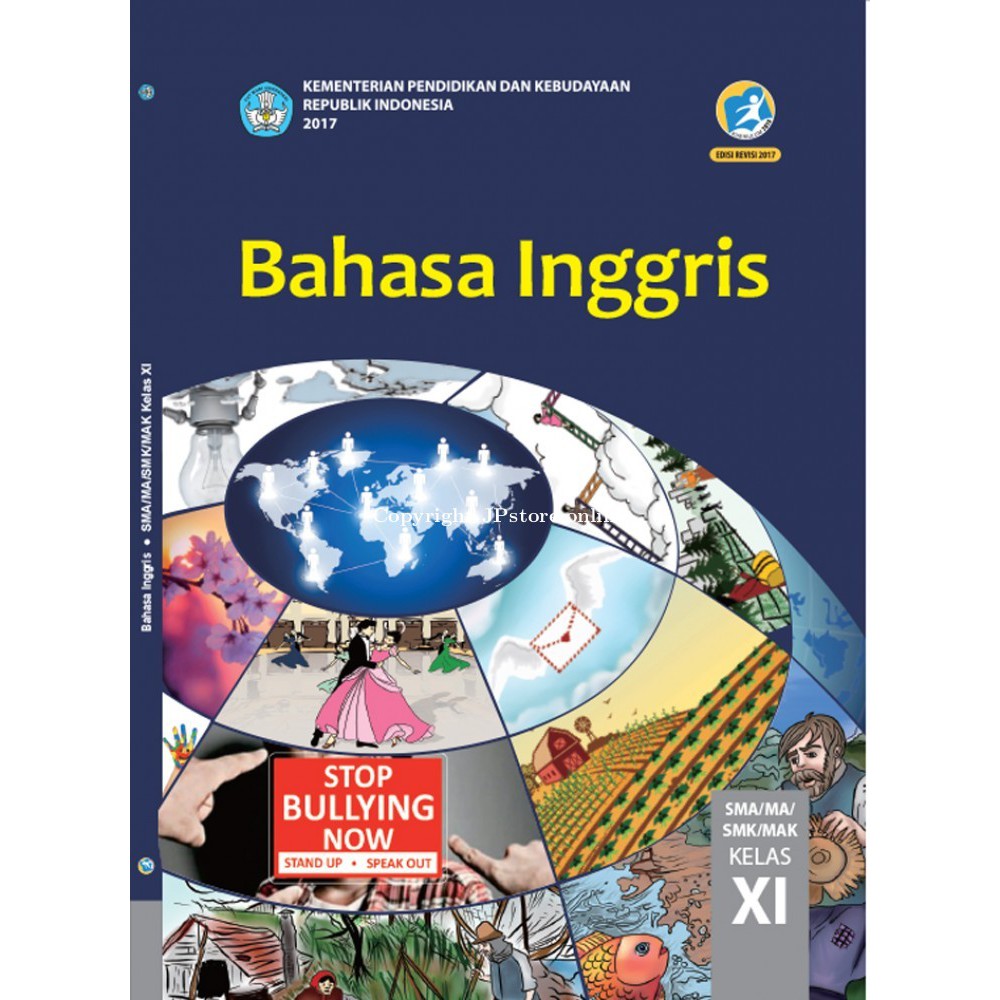 KEMENTERIAN PENDIDIKAN DAN KEBUDAYAAN
REPUBLIK INDONESIA
2017
EDISI REVISI 2017
Bahasa Inggris
Bahasa Inggris • SMA/MA/SMK/MAK Kelas XI
STOP
BULLYING
NOW
STAND UP • SPEAK OUT
SMA/MA/
SMK/MAK
KELAS
XI